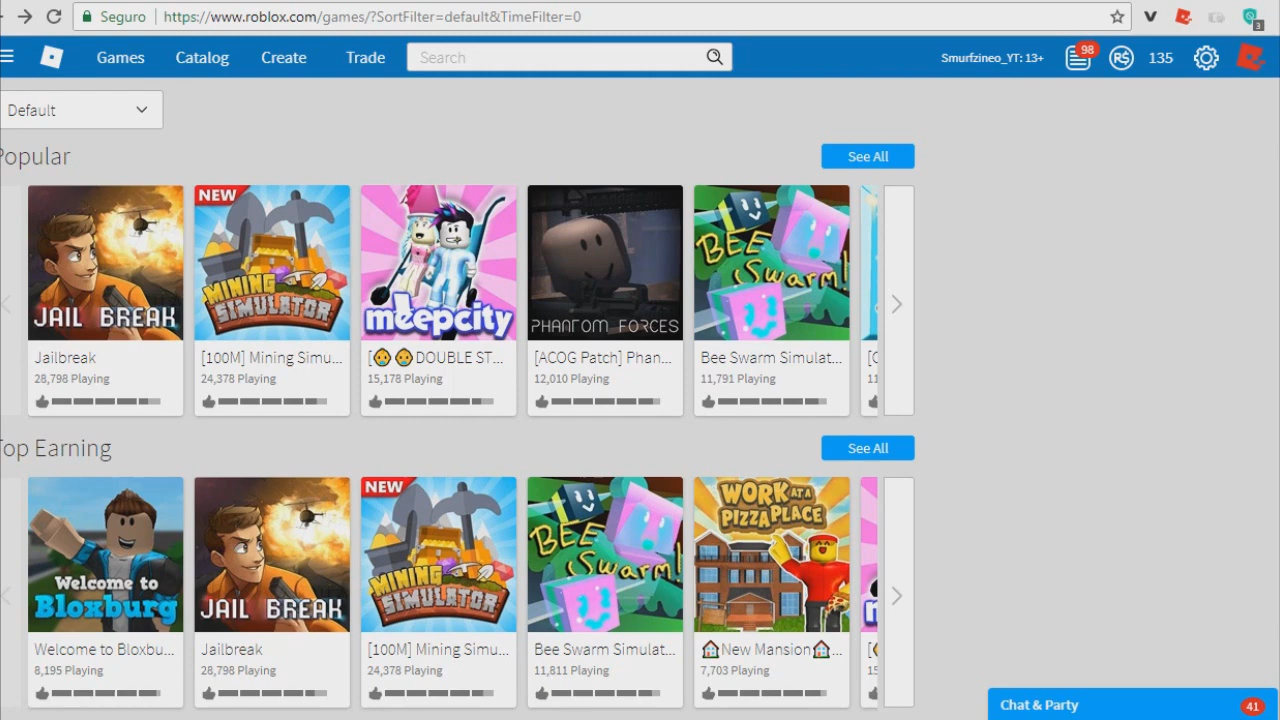 Seguro https://www.roblox.com/games/?SortFilter=default&TimeFilter=0
3
Games Catalog Create Trade Search Smurfzineo_YT: 13+ 98 R$ 135
Default
Popular See All
JAIL BREAK
NEW
MINING SIMULATOR
meepcity
PHANTOM FORCES
BEE Swarm!
Jailbreak [100M] Mining Simu... [👶👶DOUBLE ST... [ACOG Patch] Phan... Bee Swarm Simulat...
28,798 Playing 24,378 Playing 15,178 Playing 12,010 Playing 11,791 Playing
Top Earning See All
Welcome to Bloxburg
JAIL BREAK
NEW
MINING SIMULATOR
BEE Swarm!
WORK AT A PIZZA PLACE
Welcome to Bloxbu... Jailbreak [100M] Mining Simu... Bee Swarm Simulat... 🏠New Mansion🏠...
8,195 Playing 28,798 Playing 24,378 Playing 11,811 Playing 7,703 Playing
Chat & Party 41